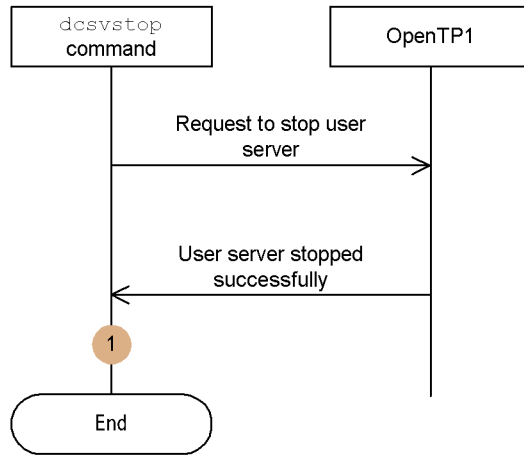 dcsvstop
command
OpenTP1
Request to stop user
server
User server stopped
successfully
1
End